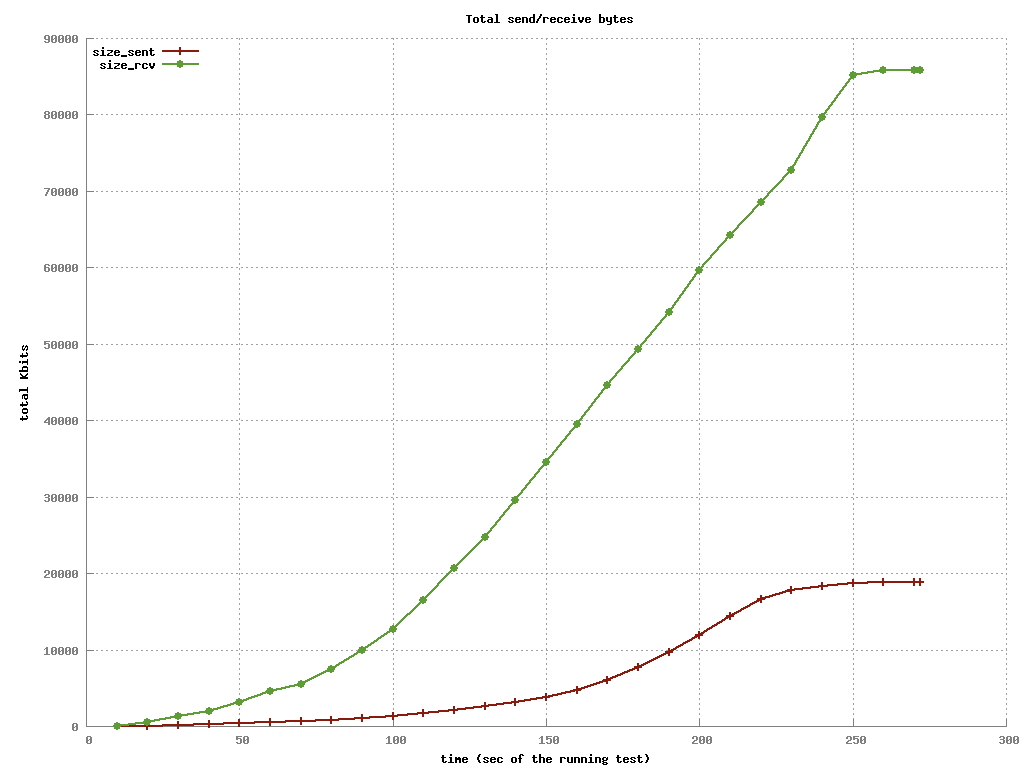 Total send/receive bytes
size_sent
size_rcv
90000
80000
70000
60000
50000
40000
30000
20000
10000
0
total Kbits
0 50 100 150 200 250 300
time (sec of the running test)